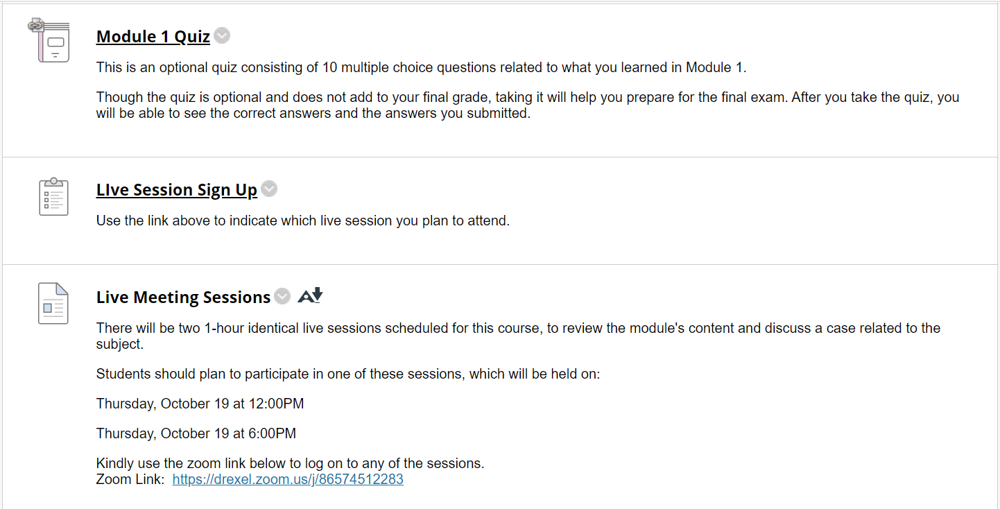 Module 1 Quiz
This is an optional quiz consisting of 10 multiple choice questions related to what you learned in Module 1.
Though the quiz is optional and does not add to your final grade, taking it will help you prepare for the final exam. After you take the quiz, you
will be able to see the correct answers and the answers you submitted.
LIve Session Sign Up
Use the link above to indicate which live session you plan to attend.
Live Meeting Sessions
There will be two 1-hour identical live sessions scheduled for this course, to review the module's content and discuss a case related to the
subject.
Students should plan to participate in one of these sessions, which will be held on:
Thursday, October 19 at 12:00PM
Thursday, October 19 at 6:00PM
Kindly use the zoom link below to log on to any of the sessions.
Zoom Link: https://drexel.zoom.us/j/86574512283